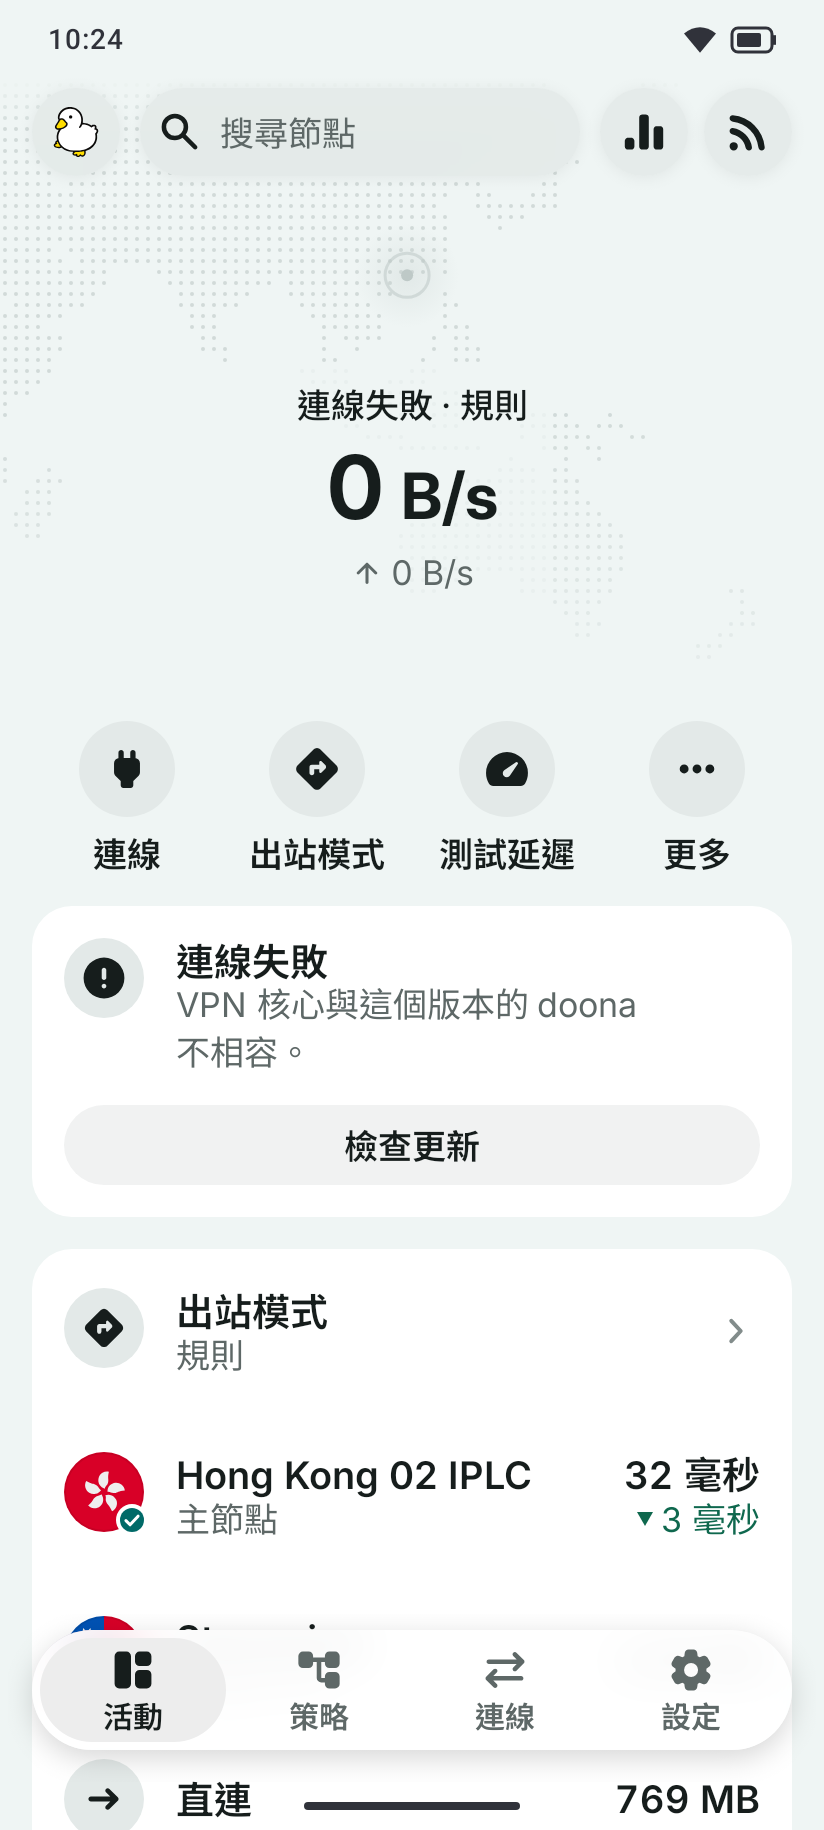 10:24
搜尋節點
連線失敗 · 規則
0 B/s
↑ 0 B/s
連線
出站模式
測試延遲
更多
連線失敗
VPN 核心與這個版本的 doona
不相容。
檢查更新
出站模式
規則
Hong Kong 02 IPLC
32 毫秒
主節點
▼3 毫秒
活動
策略
連線
設定
直連
769 MB